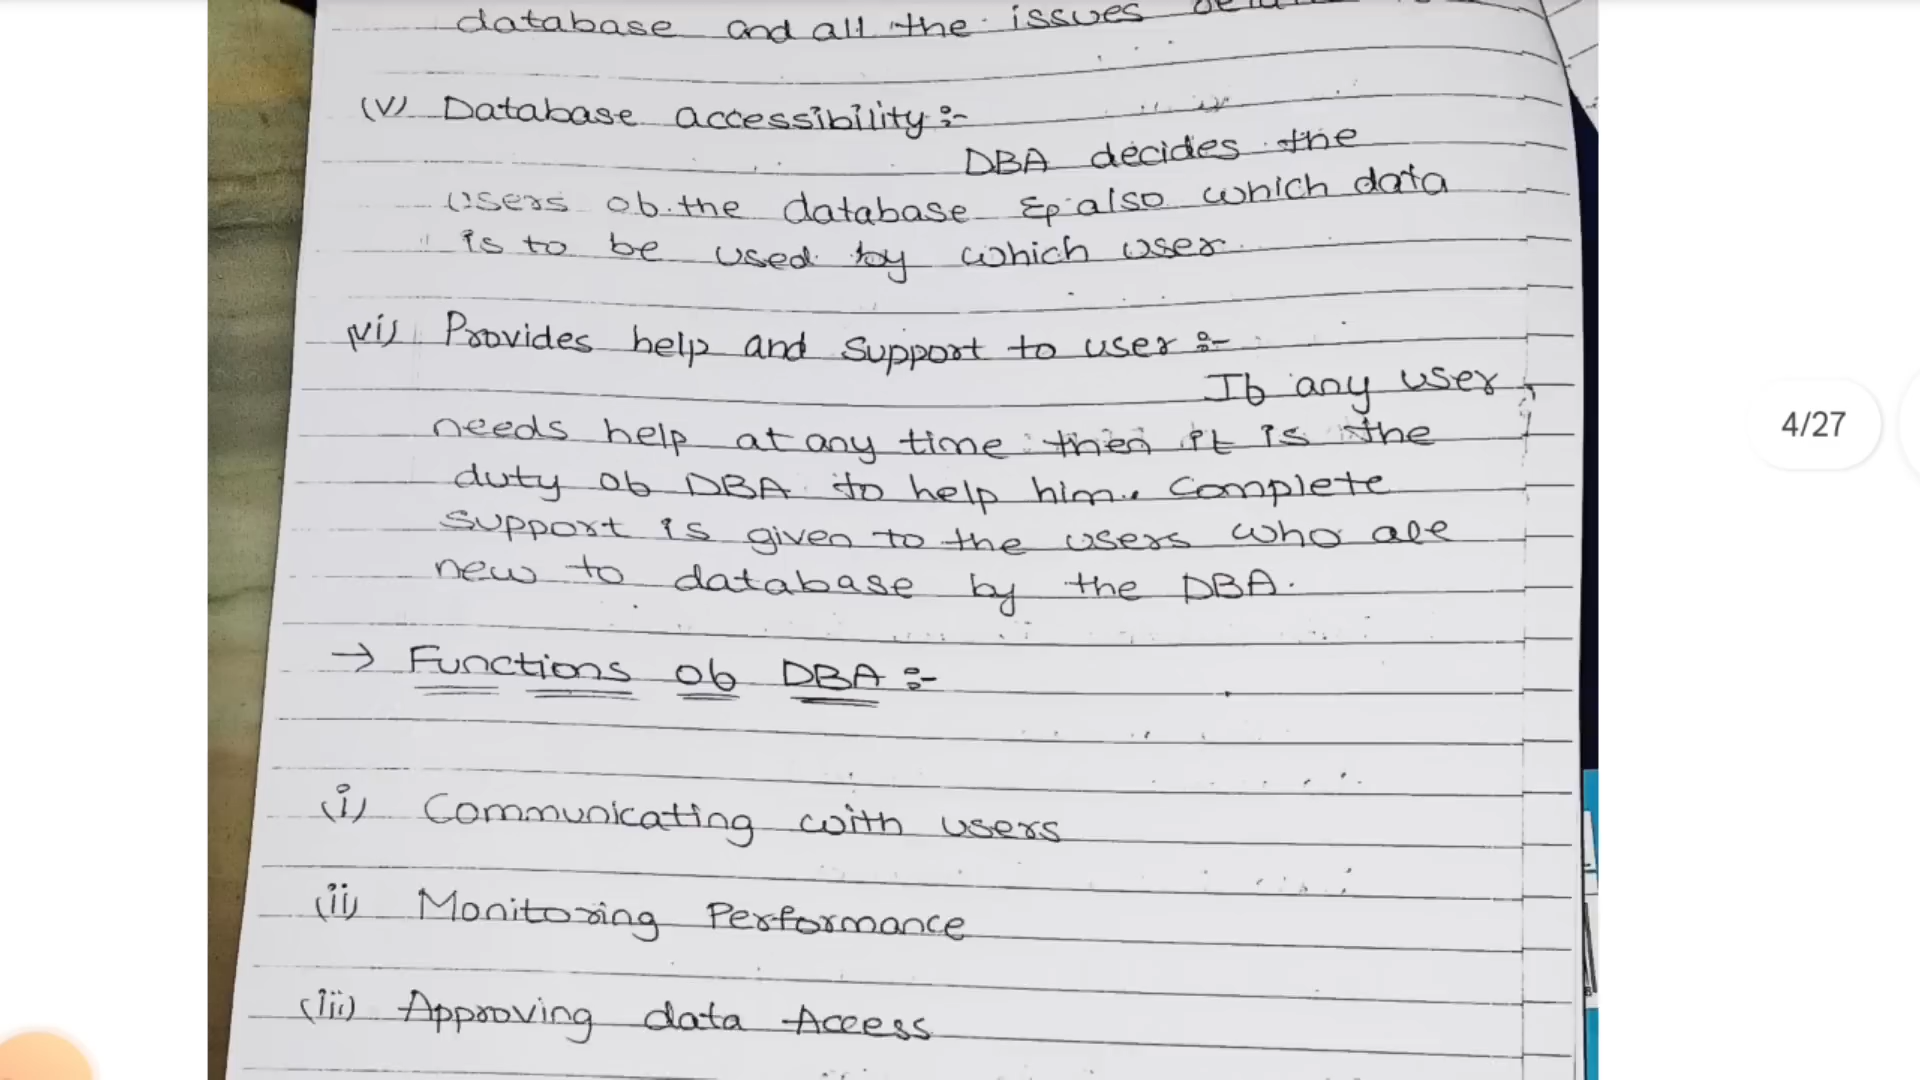 database and all the issues
(v) Database accessibility :-
DBA decides the
users of the database & also which data
is to be used by which user.
(vi) Provides help and support to user :-
If any user
needs help at any time then it is the
duty of DBA to help him. Complete
support is given to the users who are
new to database by the DBA.
→ Functions of DBA :-
(i) Communicating with users
(ii) Monitoring Performance
(iii) Approving data Access
4/27